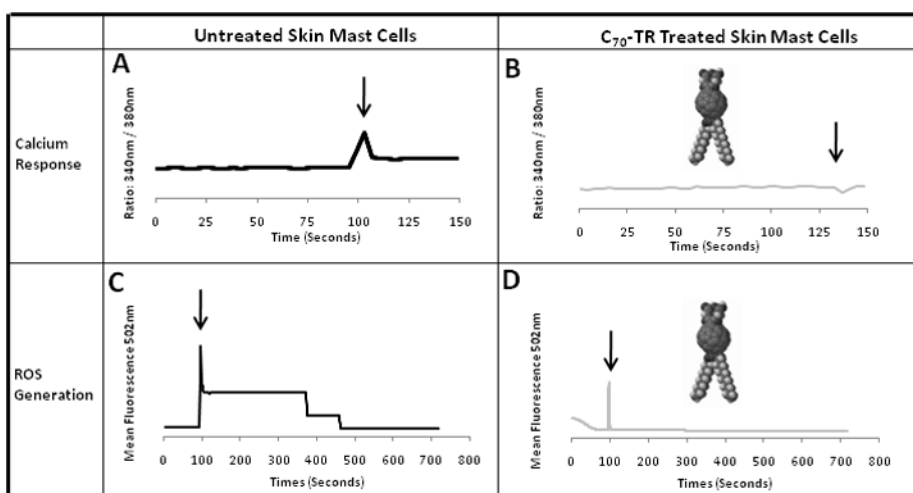 Untreated Skin Mast Cells
C₇₀-TR Treated Skin Mast Cells
Calcium
Response
A
Ratio: 340nm / 380nm
0 25 50 75 100 125 150
Time (Seconds)
B
Ratio: 340nm / 380nm
0 25 50 75 100 125 150
Time (Seconds)
ROS
Generation
C
Mean Fluorescence 502nm
0 100 200 300 400 500 600 700 800
Times (Seconds)
D
Mean Fluorescence 502nm
0 100 200 300 400 500 600 700 800
Times (Seconds)